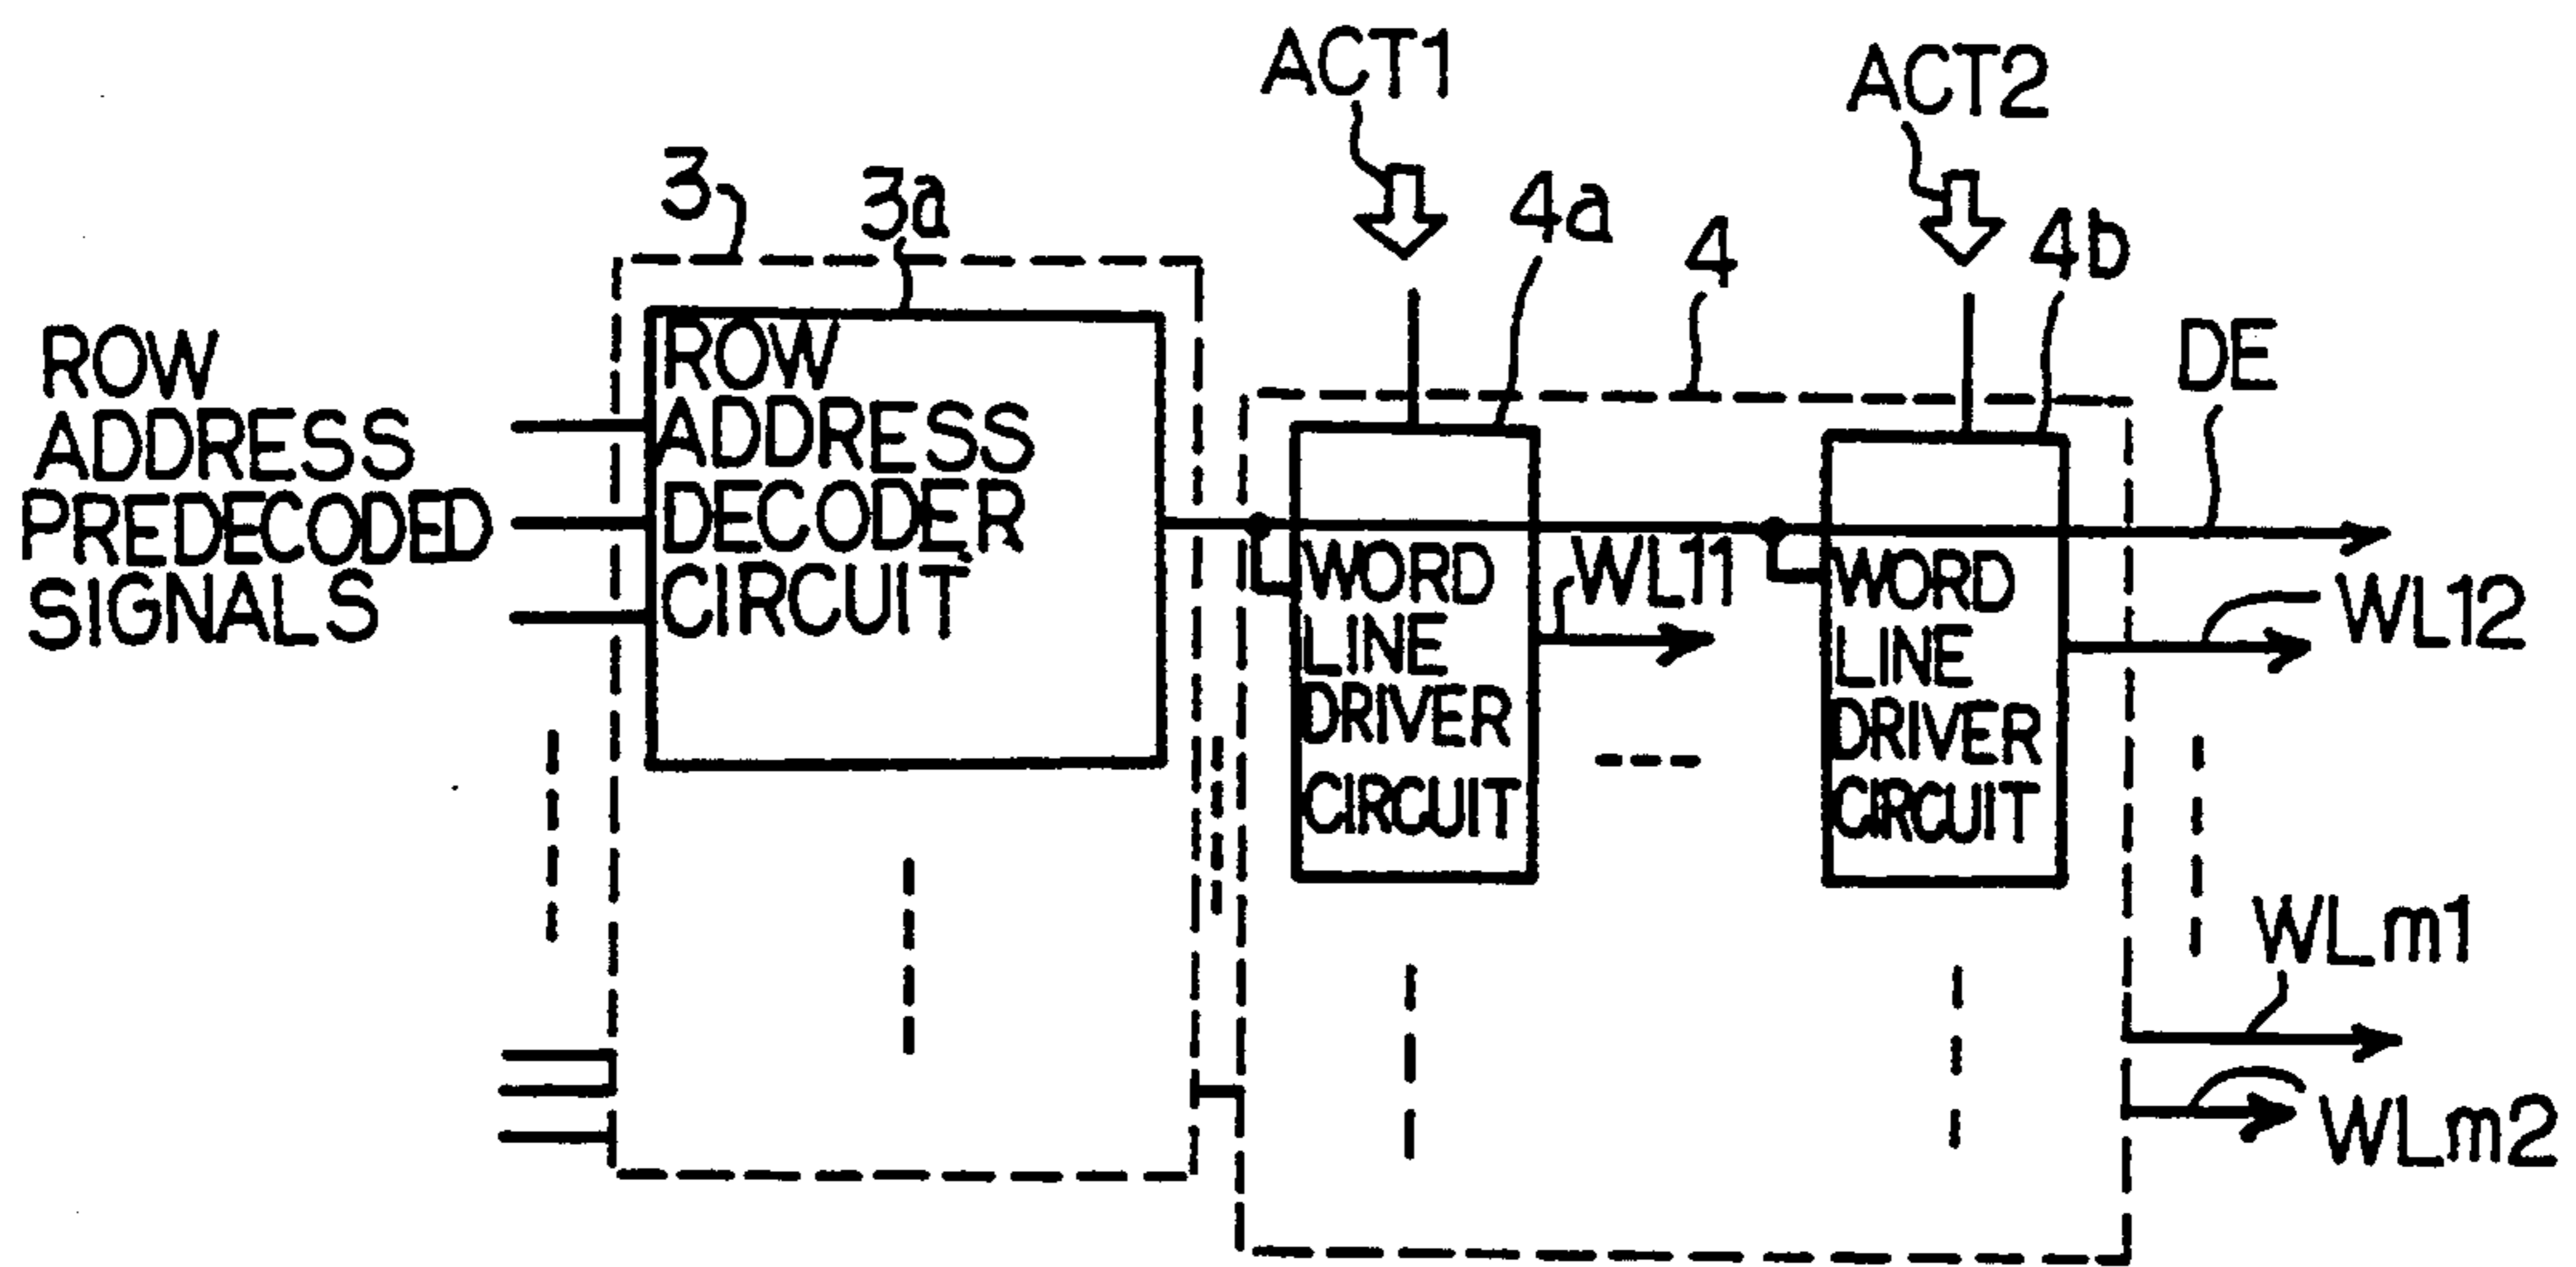 ACT1
ACT2
3
3a
4a
4
4b
DE
ROW
ADDRESS
PREDECODED
SIGNALS
ROW
ADDRESS
DECODER
CIRCUIT
WORD
LINE
DRIVER
CIRCUIT
WL11
WORD
LINE
DRIVER
CIRCUIT
WL12
WLm1
WLm2